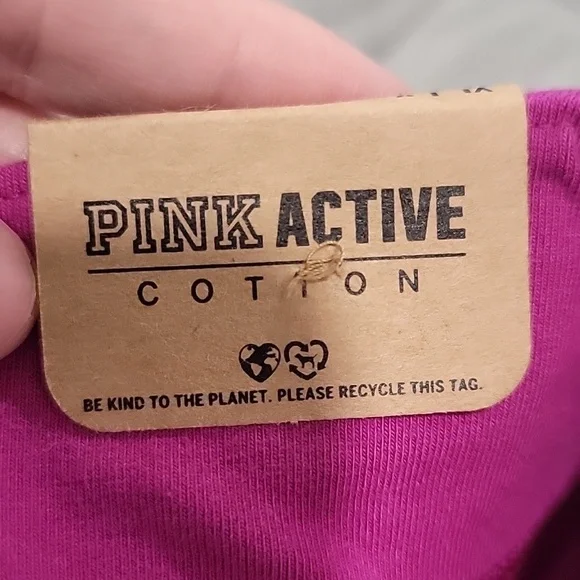 PINK ACTIVE
COTTON
BE KIND TO THE PLANET. PLEASE RECYCLE THIS TAG.